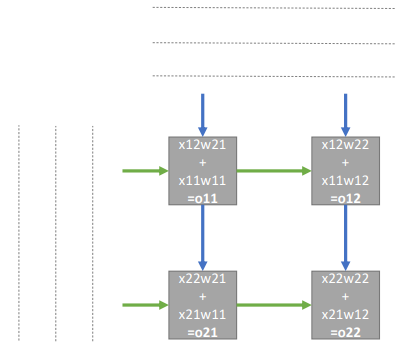 x12w21
+
x11w11
=o11
x12w22
+
x11w12
=o12
x22w21
+
x21w11
=o21
x22w22
+
x21w12
=o22